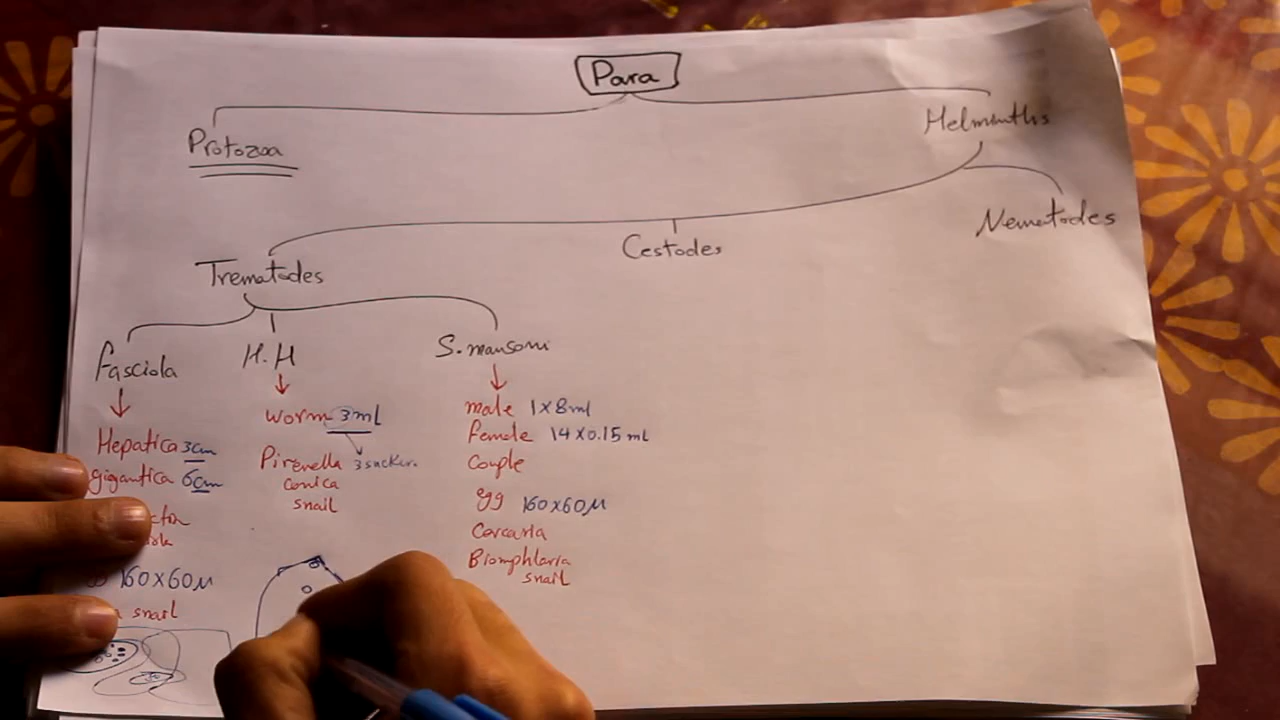 Para
Protozoa
Helminths
Nematodes
Cestodes
Trematodes
Fasciola
H.H
S.mansoni
Hepatica 3cm
gigantica 6cm
160x60µ
snail
worm 3ml
Pirenella 3 sucker.
conica
snail
male 1x8ml
female 14x0.15ml
Couple
egg 160x60µ
Cercaria
Biomphlaria
snail